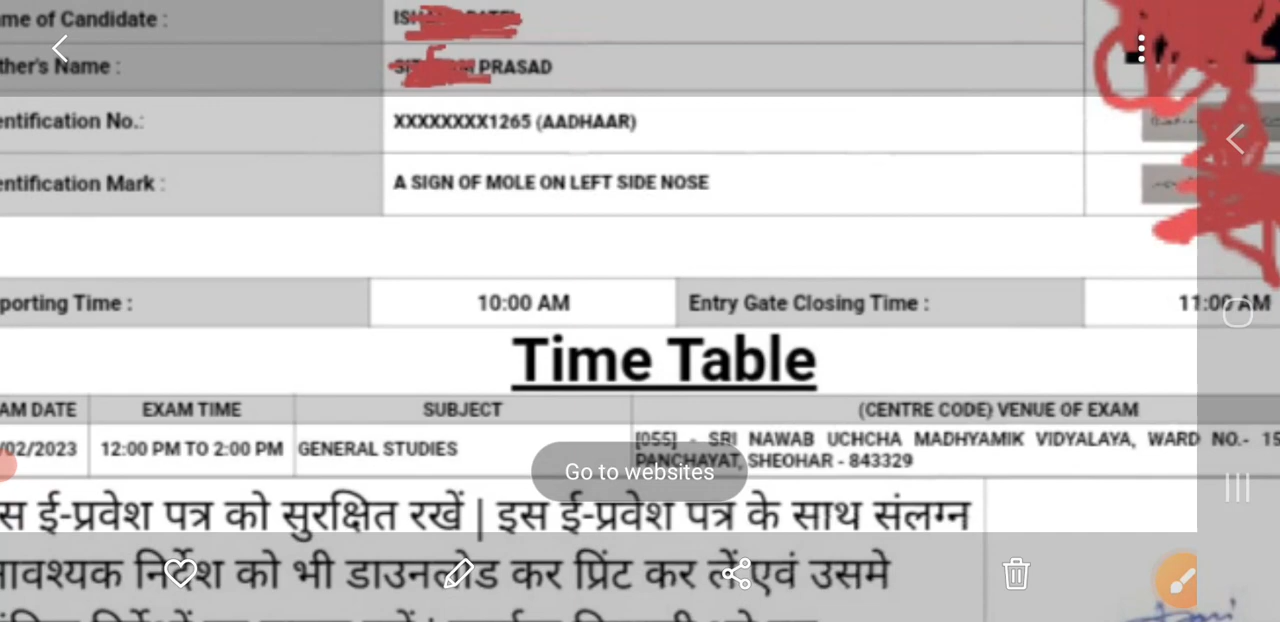 me of Candidate :
ther's Name : PRASAD
entification No.: XXXXXXXX1265 (AADHAAR)
entification Mark : A SIGN OF MOLE ON LEFT SIDE NOSE
porting Time : 10:00 AM Entry Gate Closing Time : 11:00 AM
Time Table
AM DATE EXAM TIME SUBJECT (CENTRE CODE) VENUE OF EXAM
/02/2023 12:00 PM TO 2:00 PM GENERAL STUDIES [055] - SRI NAWAB UCHCHA MADHYAMIK VIDYALAYA, WARD NO.- 15
PANCHAYAT, SHEOHAR - 843329
Go to websites
स ई-प्रवेश पत्र को सुरक्षित रखें | इस ई-प्रवेश पत्र के साथ संलग्न
आवश्यक निर्देश को भी डाउनलोड कर प्रिंट कर लेंएवं उसमे